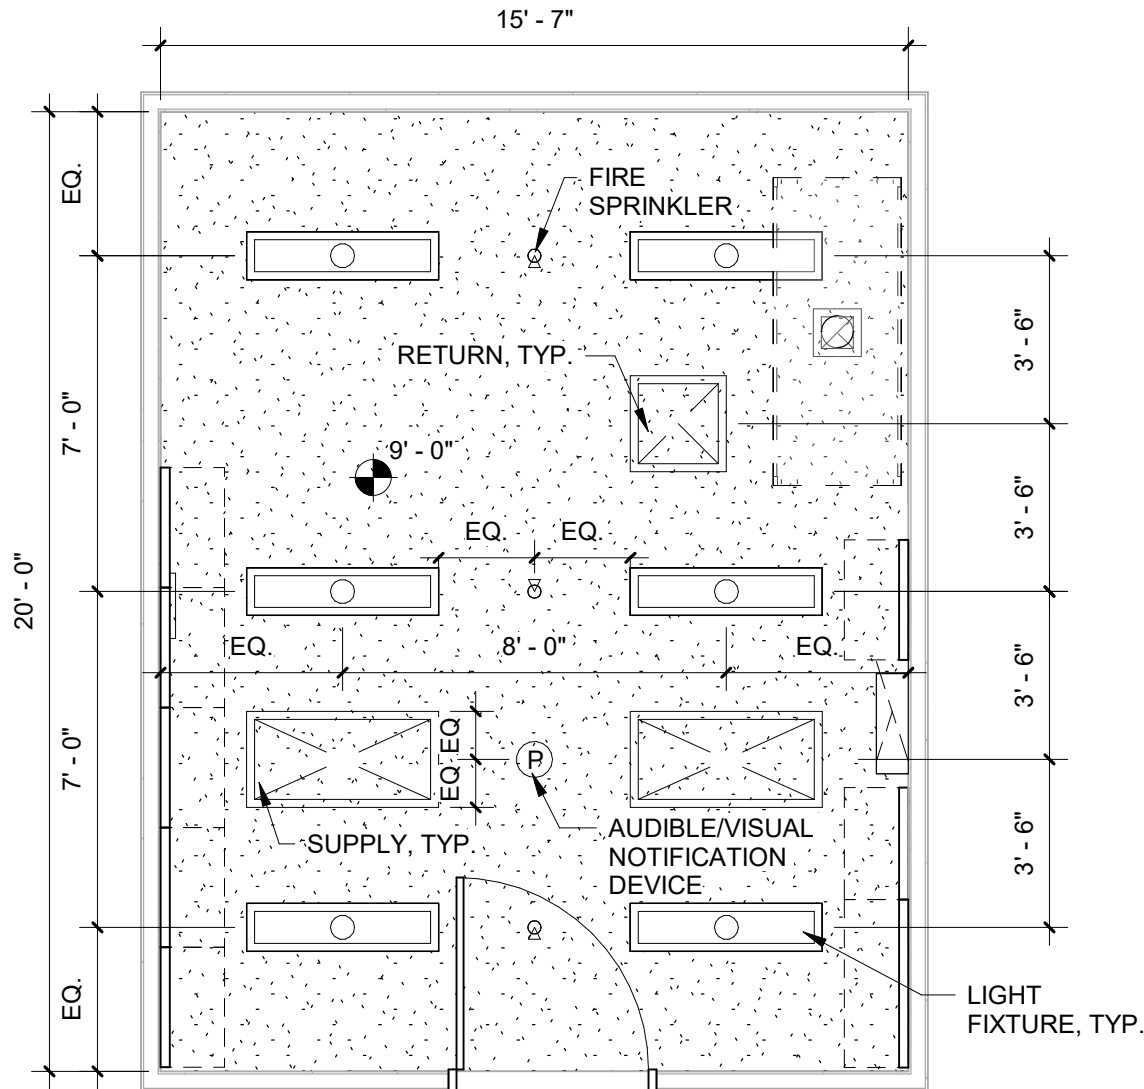 15' - 7"
EQ.
FIRE
SPRINKLER
3' - 6"
RETURN, TYP.
7' - 0"
9' - 0"
3' - 6"
EQ.
EQ.
20' - 0"
EQ.
8' - 0"
EQ.
3' - 6"
7' - 0"
EQ
EQ
P
SUPPLY, TYP.
AUDIBLE/VISUAL
NOTIFICATION
DEVICE
3' - 6"
EQ.
LIGHT
FIXTURE, TYP.